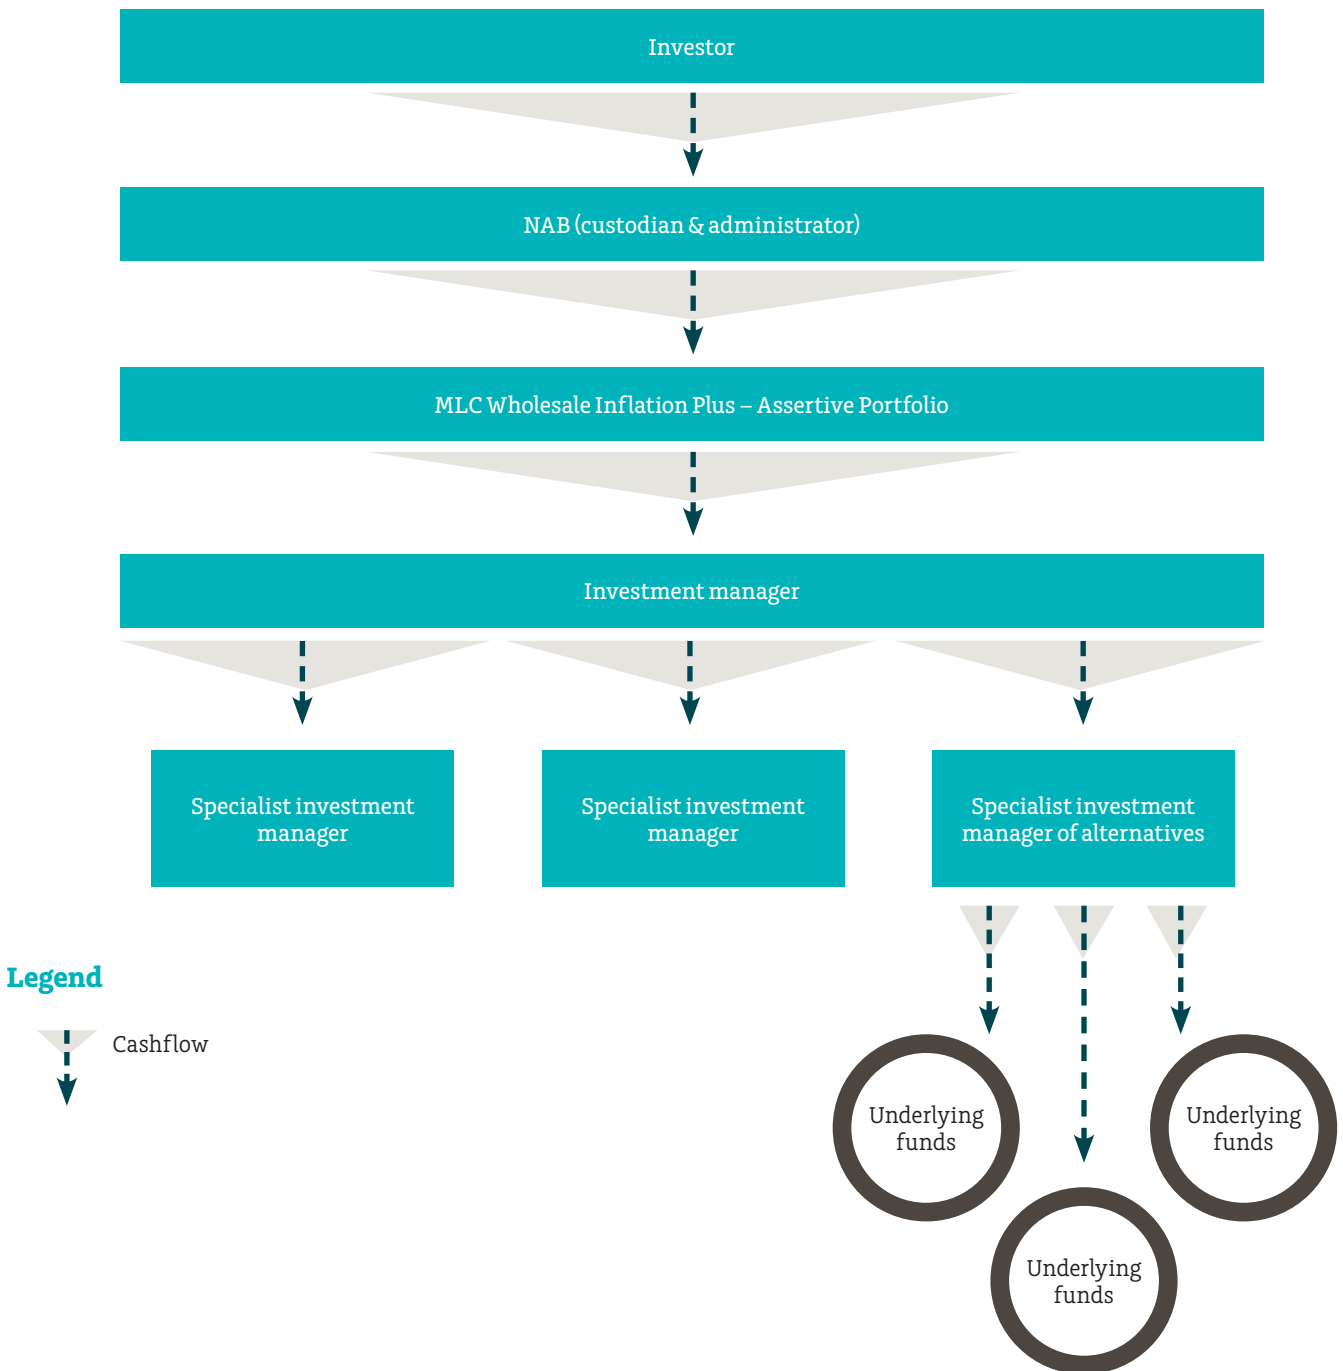 Investor
NAB (custodian & administrator)
MLC Wholesale Inflation Plus – Assertive Portfolio
Investment manager
Specialist investment
manager
Specialist investment
manager
Specialist investment
manager of alternatives
Legend
Cashflow
Underlying
funds
Underlying
funds
Underlying
funds